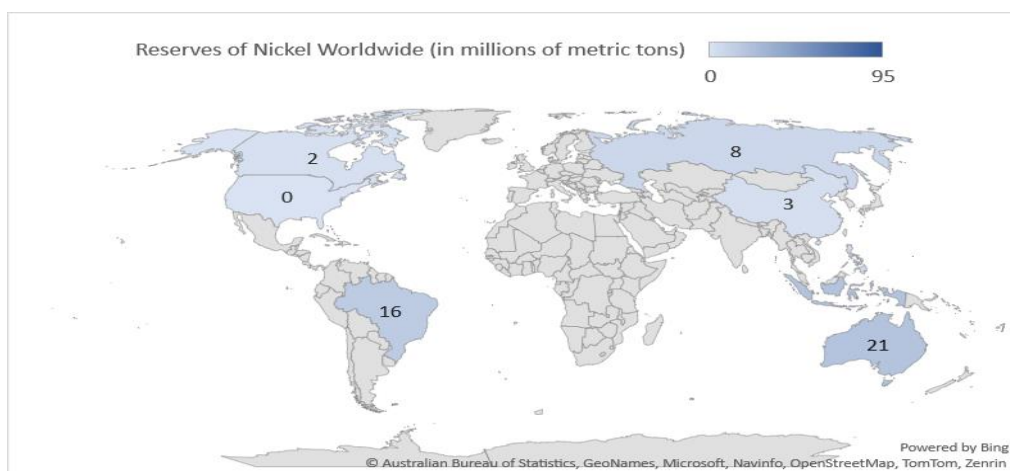 Reserves of Nickel Worldwide (in millions of metric tons)
0 95
2
8
0
3
16
21
Powered by Bing
© Australian Bureau of Statistics, GeoNames, Microsoft, Navinfo, OpenStreetMap, TomTom, Zenrin